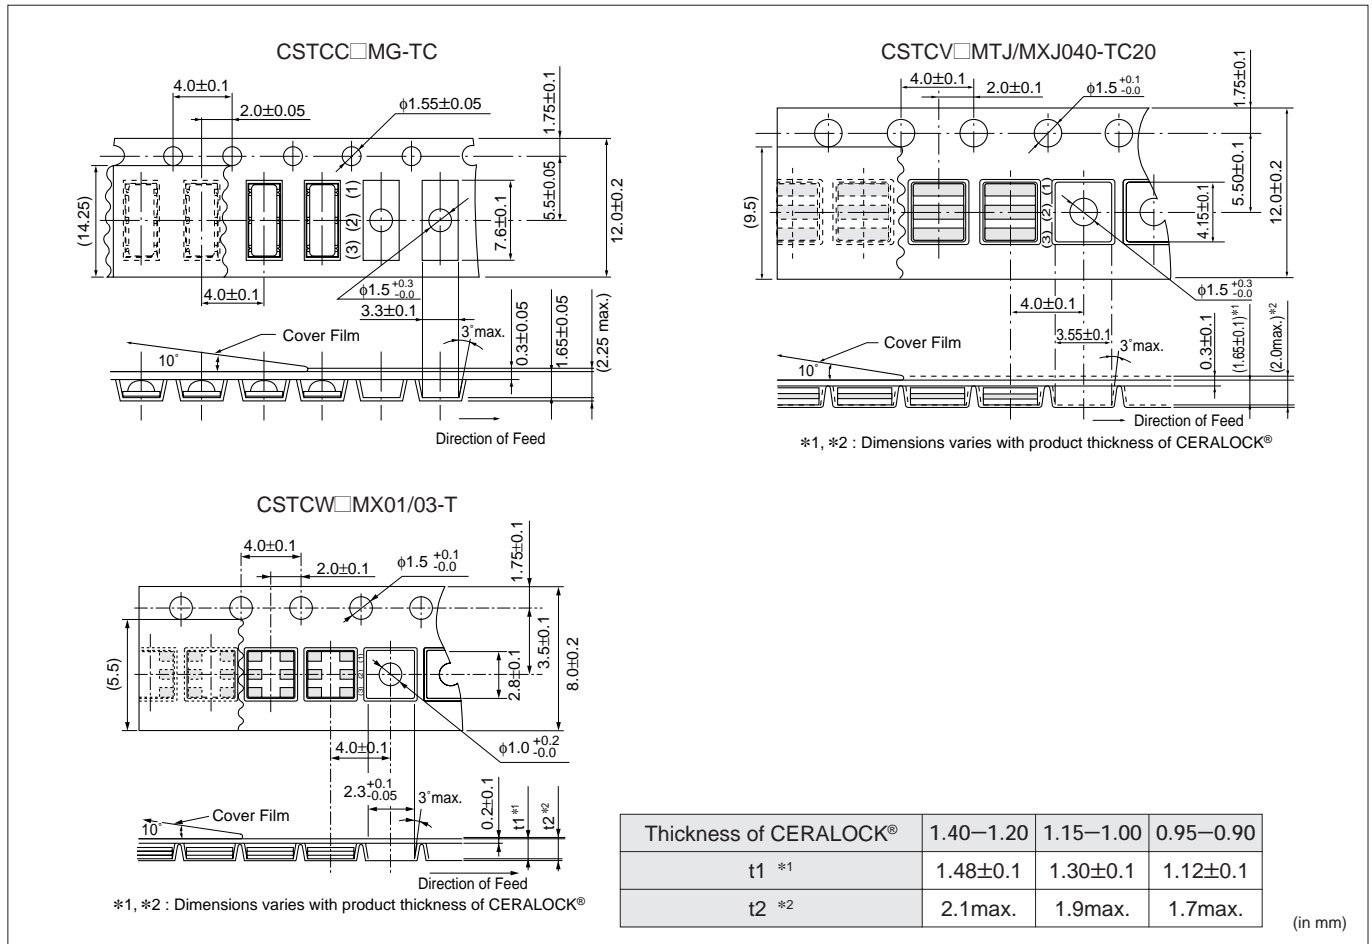 CSTCC□MG-TC
4.0±0.1
2.0±0.05
ϕ1.55±0.05
1.75±0.1
5.5±0.05
12.0±0.2
(14.25)
(1)
(2)
(3)
7.6±0.1
4.0±0.1
ϕ1.5 +0.3 -0.0
3.3±0.1
Cover Film
10°
3°max.
0.3±0.05
1.65±0.05
(2.25 max.)
Direction of Feed
CSTCV□MTJ/MXJ040-TC20
4.0±0.1
2.0±0.1
ϕ1.5 +0.1 -0.0
1.75±0.1
5.50±0.1
12.0±0.2
(9.5)
(1)
(2)
(3)
4.15±0.1
ϕ1.5 +0.3 -0.0
4.0±0.1
3.55±0.1
Cover Film
10°
3°max.
0.3±0.1
(1.65±0.1)*1
(2.0max.)*2
Direction of Feed
*1, *2 : Dimensions varies with product thickness of CERALOCK®
CSTCW□MX01/03-T
4.0±0.1
2.0±0.1
ϕ1.5 +0.1 -0.0
1.75±0.1
3.5±0.1
8.0±0.2
(5.5)
(1)
(2)
(3)
2.8±0.1
4.0±0.1
ϕ1.0 +0.2 -0.0
2.3 +0.1 -0.05
3°max.
Cover Film
10°
0.2±0.1
t1 *1
t2 *2
Direction of Feed
*1, *2 : Dimensions varies with product thickness of CERALOCK®
Thickness of CERALOCK® 1.40−1.20 1.15−1.00 0.95−0.90
t1 *1 1.48±0.1 1.30±0.1 1.12±0.1
t2 *2 2.1max. 1.9max. 1.7max.
(in mm)